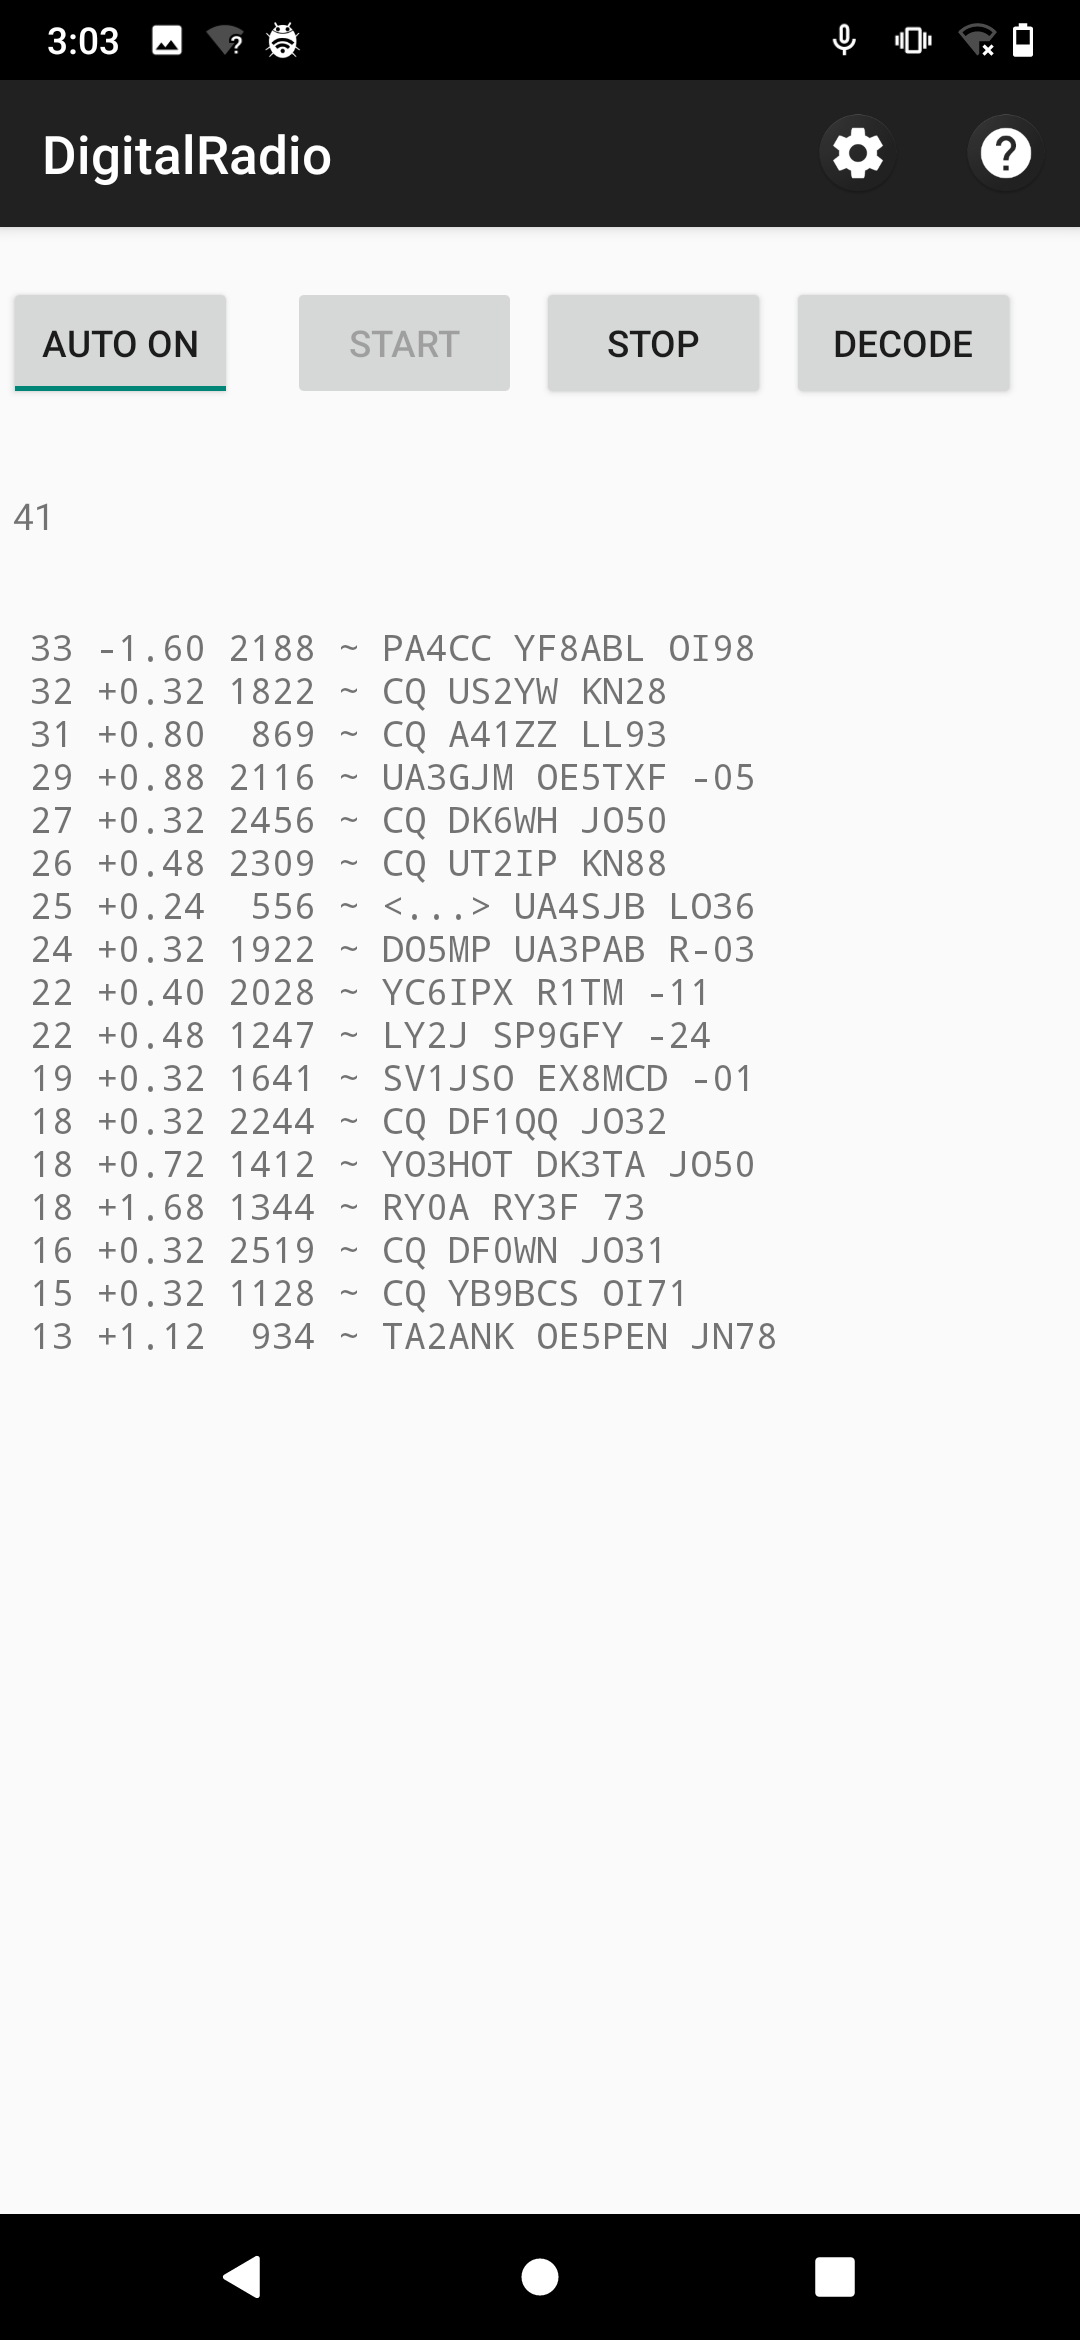 3:03
DigitalRadio
AUTO ON START STOP DECODE
41
33 -1.60 2188 ~ PA4CC YF8ABL OI98
32 +0.32 1822 ~ CQ US2YW KN28
31 +0.80  869 ~ CQ A41ZZ LL93
29 +0.88 2116 ~ UA3GJM OE5TXF -05
27 +0.32 2456 ~ CQ DK6WH JO50
26 +0.48 2309 ~ CQ UT2IP KN88
25 +0.24  556 ~ <...> UA4SJB LO36
24 +0.32 1922 ~ DO5MP UA3PAB R-03
22 +0.40 2028 ~ YC6IPX R1TM -11
22 +0.48 1247 ~ LY2J SP9GFY -24
19 +0.32 1641 ~ SV1JSO EX8MCD -01
18 +0.32 2244 ~ CQ DF1QQ JO32
18 +0.72 1412 ~ YO3HOT DK3TA JO50
18 +1.68 1344 ~ RY0A RY3F 73
16 +0.32 2519 ~ CQ DF0WN JO31
15 +0.32 1128 ~ CQ YB9BCS OI71
13 +1.12  934 ~ TA2ANK OE5PEN JN78